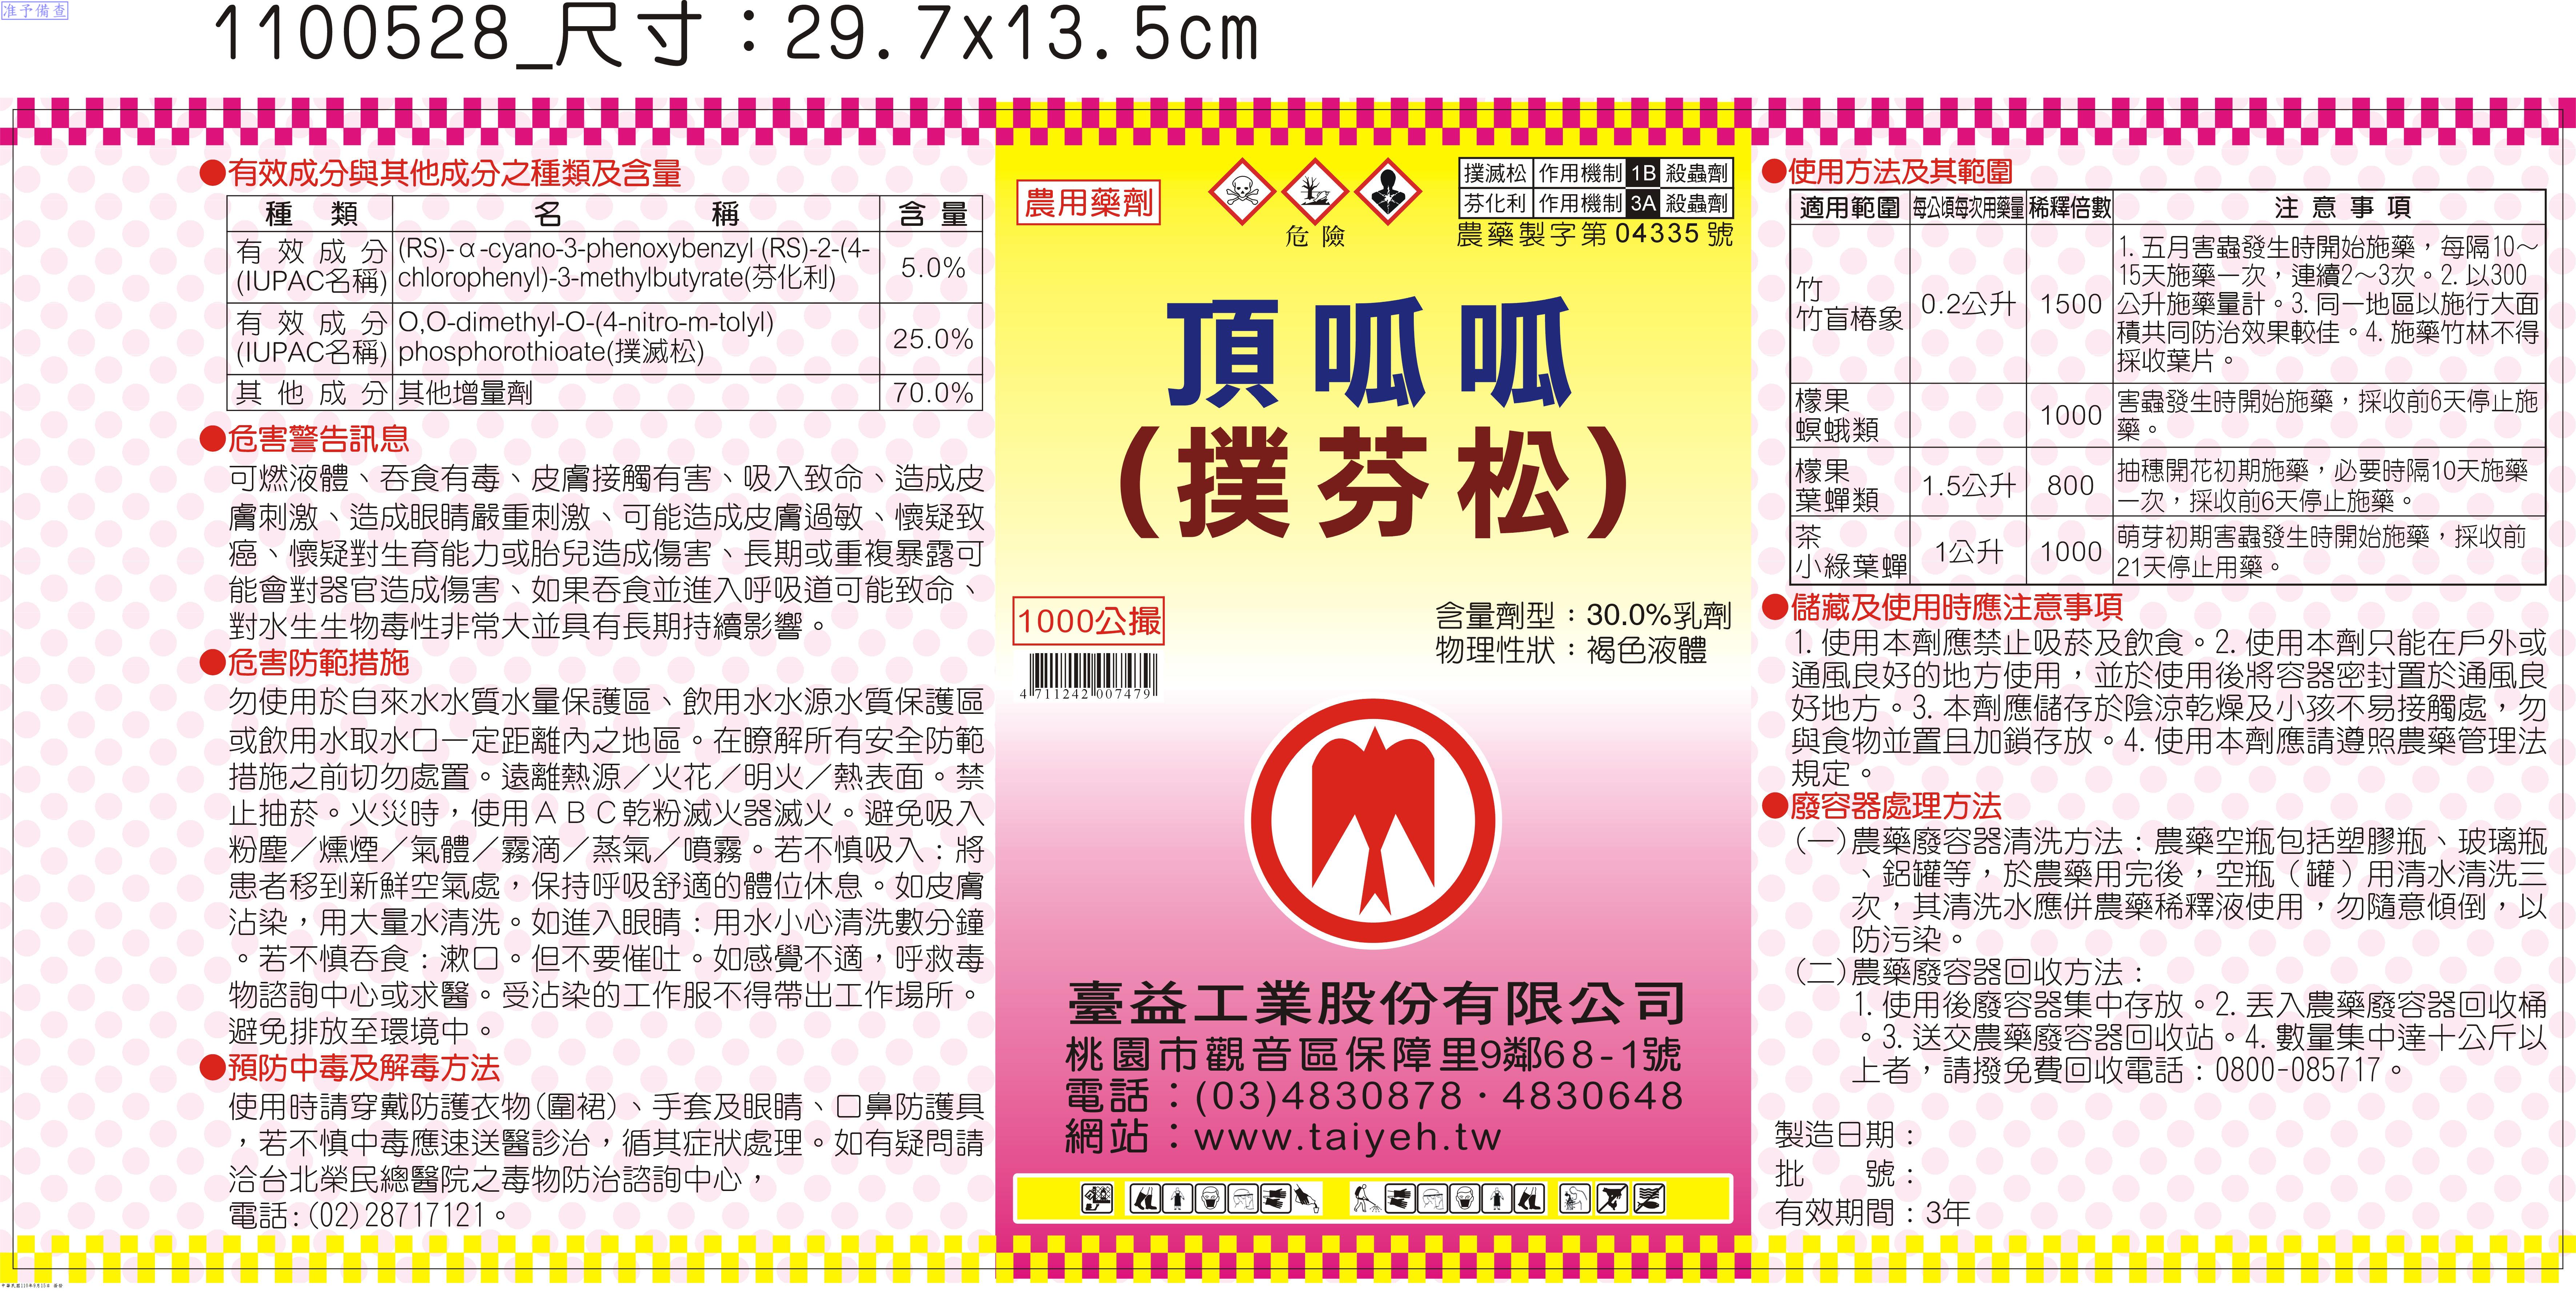 准予備查
1100528_尺寸：29.7x13.5cm
●有效成分與其他成分之種類及含量
種類 名稱 含量
有效成分 (RS)-α-cyano-3-phenoxybenzyl (RS)-2-(4-
(IUPAC名稱) chlorophenyl)-3-methylbutyrate(芬化利) 5.0%
有效成分 O,O-dimethyl-O-(4-nitro-m-tolyl)
(IUPAC名稱) phosphorothioate(撲滅松) 25.0%
其他成分 其他增量劑 70.0%
●危害警告訊息
可燃液體、吞食有毒、皮膚接觸有害、吸入致命、造成皮
膚刺激、造成眼睛嚴重刺激、可能造成皮膚過敏、懷疑致
癌、懷疑對生育能力或胎兒造成傷害、長期或重複暴露可
能會對器官造成傷害、如果吞食並進入呼吸道可能致命、
對水生生物毒性非常大並具有長期持續影響。
●危害防範措施
勿使用於自來水水質水量保護區、飲用水水源水質保護區
或飲用水取水口一定距離內之地區。在瞭解所有安全防範
措施之前切勿處置。遠離熱源／火花／明火／熱表面。禁
止抽菸。火災時，使用ＡＢＣ乾粉滅火器滅火。避免吸入
粉塵／燻煙／氣體／霧滴／蒸氣／噴霧。若不慎吸入：將
患者移到新鮮空氣處，保持呼吸舒適的體位休息。如皮膚
沾染，用大量水清洗。如進入眼睛：用水小心清洗數分鐘
。若不慎吞食：漱口。但不要催吐。如感覺不適，呼救毒
物諮詢中心或求醫。受沾染的工作服不得帶出工作場所。
避免排放至環境中。
●預防中毒及解毒方法
使用時請穿戴防護衣物(圍裙)、手套及眼睛、口鼻防護具
，若不慎中毒應速送醫診治，循其症狀處理。如有疑問請
洽台北榮民總醫院之毒物防治諮詢中心，
電話：(02)28717121。
農用藥劑
危險
撲滅松 作用機制 1B 殺蟲劑
芬化利 作用機制 3A 殺蟲劑
農藥製字第04335號
頂呱呱
(撲芬松)
1000公撮
4 711242 007479
含量劑型：30.0%乳劑
物理性狀：褐色液體
臺益工業股份有限公司
桃園市觀音區保障里9鄰68-1號
電話：(03)4830878·4830648
網站：www.taiyeh.tw
●使用方法及其範圍
適用範圍 每公頃每次用藥量 稀釋倍數 注意事項
竹
竹盲椿象 0.2公升 1500
1. 五月害蟲發生時開始施藥，每隔10～
15天施藥一次，連續2～3次。2. 以300
公升施藥量計。3. 同一地區以施行大面
積共同防治效果較佳。4. 施藥竹林不得
採收葉片。
檬果
螟蛾類 1000
害蟲發生時開始施藥，採收前6天停止施
藥。
檬果
葉蟬類 1.5公升 800
抽穗開花初期施藥，必要時隔10天施藥
一次，採收前6天停止施藥。
茶
小綠葉蟬 1公升 1000
萌芽初期害蟲發生時開始施藥，採收前
21天停止用藥。
●儲藏及使用時應注意事項
1. 使用本劑應禁止吸菸及飲食。2. 使用本劑只能在戶外或
通風良好的地方使用，並於使用後將容器密封置於通風良
好地方。3. 本劑應儲存於陰涼乾燥及小孩不易接觸處，勿
與食物並置且加鎖存放。4. 使用本劑應請遵照農藥管理法
規定。
●廢容器處理方法
(一)農藥廢容器清洗方法：農藥空瓶包括塑膠瓶、玻璃瓶
、鋁罐等，於農藥用完後，空瓶（罐）用清水清洗三
次，其清洗水應併農藥稀釋液使用，勿隨意傾倒，以
防污染。
(二)農藥廢容器回收方法：
1. 使用後廢容器集中存放。2. 丟入農藥廢容器回收桶
。3. 送交農藥廢容器回收站。4. 數量集中達十公斤以
上者，請撥免費回收電話：0800-085717。
製造日期：
批號：
有效期間：3年